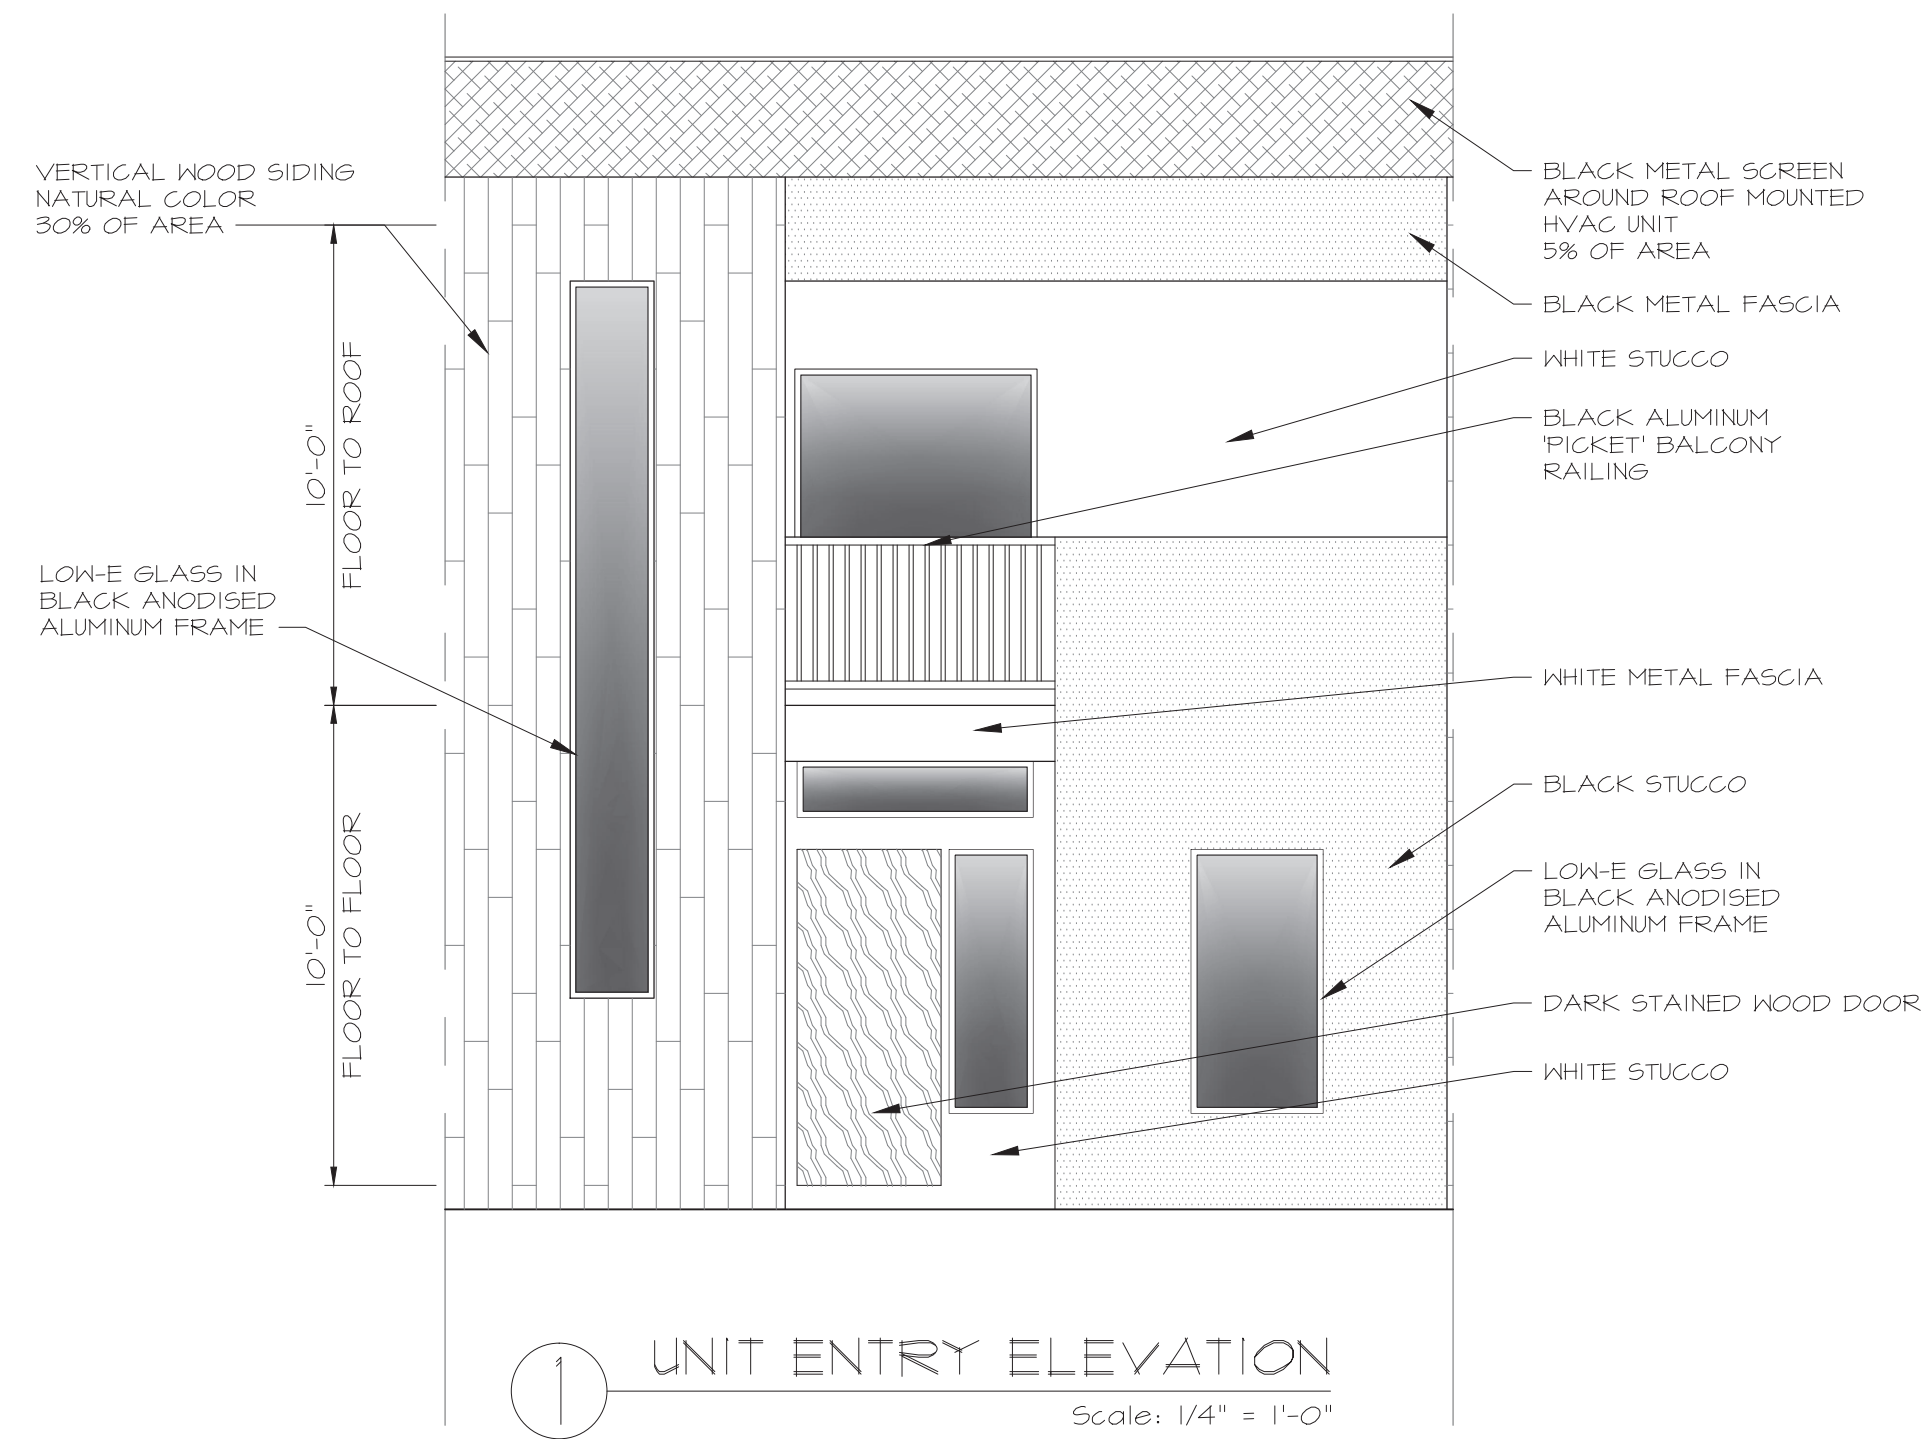 VERTICAL WOOD SIDING
NATURAL COLOR
30% OF AREA
10'-0"
FLOOR TO ROOF
LOW-E GLASS IN
BLACK ANODISED
ALUMINUM FRAME
10'-0"
FLOOR TO FLOOR
BLACK METAL SCREEN
AROUND ROOF MOUNTED
HVAC UNIT
5% OF AREA
BLACK METAL FASCIA
WHITE STUCCO
BLACK ALUMINUM
'PICKET' BALCONY
RAILING
WHITE METAL FASCIA
BLACK STUCCO
LOW-E GLASS IN
BLACK ANODISED
ALUMINUM FRAME
DARK STAINED WOOD DOOR
WHITE STUCCO
1
UNIT ENTRY ELEVATION
Scale: 1/4" = 1'-0"